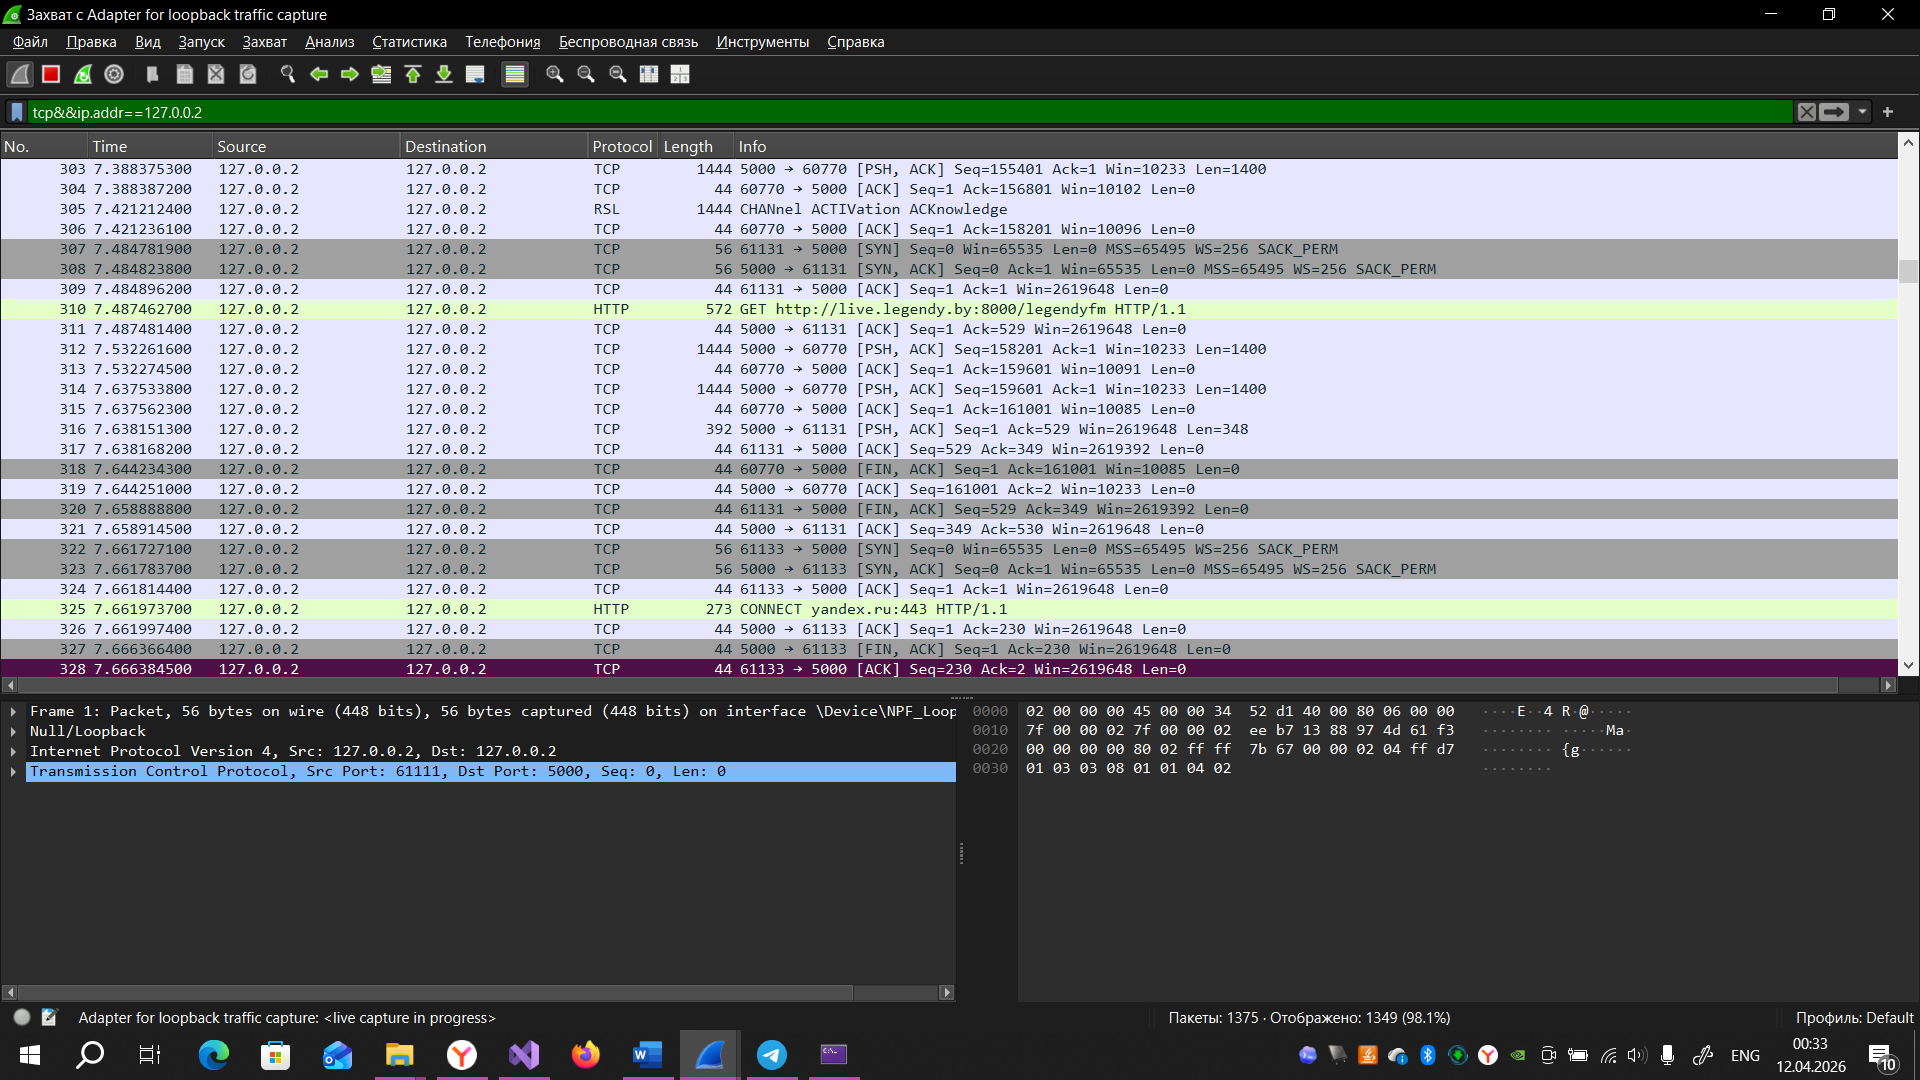 Захват с Adapter for loopback traffic capture
Файл Правка Вид Запуск Захват Анализ Статистика Телефония Беспроводная связь Инструменты Справка
tcp&&ip.addr==127.0.0.2
No. Time Source Destination Protocol Length Info
303 7.388375300 127.0.0.2 127.0.0.2 TCP 1444 5000 → 60770 [PSH, ACK] Seq=155401 Ack=1 Win=10233 Len=1400
304 7.388387200 127.0.0.2 127.0.0.2 TCP 44 60770 → 5000 [ACK] Seq=1 Ack=156801 Win=10102 Len=0
305 7.421212400 127.0.0.2 127.0.0.2 RSL 1444 CHANnel ACTIVation ACKnowledge
306 7.421236100 127.0.0.2 127.0.0.2 TCP 44 60770 → 5000 [ACK] Seq=1 Ack=158201 Win=10096 Len=0
307 7.484781900 127.0.0.2 127.0.0.2 TCP 56 61131 → 5000 [SYN] Seq=0 Win=65535 Len=0 MSS=65495 WS=256 SACK_PERM
308 7.484823800 127.0.0.2 127.0.0.2 TCP 56 5000 → 61131 [SYN, ACK] Seq=0 Ack=1 Win=65535 Len=0 MSS=65495 WS=256 SACK_PERM
309 7.484896200 127.0.0.2 127.0.0.2 TCP 44 61131 → 5000 [ACK] Seq=1 Ack=1 Win=2619648 Len=0
310 7.487462700 127.0.0.2 127.0.0.2 HTTP 572 GET http://live.legendy.by:8000/legendyfm HTTP/1.1
311 7.487481400 127.0.0.2 127.0.0.2 TCP 44 5000 → 61131 [ACK] Seq=1 Ack=529 Win=2619648 Len=0
312 7.532261600 127.0.0.2 127.0.0.2 TCP 1444 5000 → 60770 [PSH, ACK] Seq=158201 Ack=1 Win=10233 Len=1400
313 7.532274500 127.0.0.2 127.0.0.2 TCP 44 60770 → 5000 [ACK] Seq=1 Ack=159601 Win=10091 Len=0
314 7.637533800 127.0.0.2 127.0.0.2 TCP 1444 5000 → 60770 [PSH, ACK] Seq=159601 Ack=1 Win=10233 Len=1400
315 7.637562300 127.0.0.2 127.0.0.2 TCP 44 60770 → 5000 [ACK] Seq=1 Ack=161001 Win=10085 Len=0
316 7.638151300 127.0.0.2 127.0.0.2 TCP 392 5000 → 61131 [PSH, ACK] Seq=1 Ack=529 Win=2619648 Len=348
317 7.638168200 127.0.0.2 127.0.0.2 TCP 44 61131 → 5000 [ACK] Seq=529 Ack=349 Win=2619392 Len=0
318 7.644234300 127.0.0.2 127.0.0.2 TCP 44 60770 → 5000 [FIN, ACK] Seq=1 Ack=161001 Win=10085 Len=0
319 7.644251000 127.0.0.2 127.0.0.2 TCP 44 5000 → 60770 [ACK] Seq=161001 Ack=2 Win=10233 Len=0
320 7.658888800 127.0.0.2 127.0.0.2 TCP 44 61131 → 5000 [FIN, ACK] Seq=529 Ack=349 Win=2619392 Len=0
321 7.658914500 127.0.0.2 127.0.0.2 TCP 44 5000 → 61131 [ACK] Seq=349 Ack=530 Win=2619648 Len=0
322 7.661727100 127.0.0.2 127.0.0.2 TCP 56 61133 → 5000 [SYN] Seq=0 Win=65535 Len=0 MSS=65495 WS=256 SACK_PERM
323 7.661783700 127.0.0.2 127.0.0.2 TCP 56 5000 → 61133 [SYN, ACK] Seq=0 Ack=1 Win=65535 Len=0 MSS=65495 WS=256 SACK_PERM
324 7.661814400 127.0.0.2 127.0.0.2 TCP 44 61133 → 5000 [ACK] Seq=1 Ack=1 Win=2619648 Len=0
325 7.661973700 127.0.0.2 127.0.0.2 HTTP 273 CONNECT yandex.ru:443 HTTP/1.1
326 7.661997400 127.0.0.2 127.0.0.2 TCP 44 5000 → 61133 [ACK] Seq=1 Ack=230 Win=2619648 Len=0
327 7.666366400 127.0.0.2 127.0.0.2 TCP 44 5000 → 61133 [FIN, ACK] Seq=1 Ack=230 Win=2619648 Len=0
328 7.666384500 127.0.0.2 127.0.0.2 TCP 44 61133 → 5000 [ACK] Seq=230 Ack=2 Win=2619648 Len=0
Frame 1: Packet, 56 bytes on wire (448 bits), 56 bytes captured (448 bits) on interface \Device\NPF_Loop
Null/Loopback
Internet Protocol Version 4, Src: 127.0.0.2, Dst: 127.0.0.2
Transmission Control Protocol, Src Port: 61111, Dst Port: 5000, Seq: 0, Len: 0
0000 02 00 00 00 45 00 00 34 52 d1 40 00 80 06 00 00 ····E··4 R·@·····
0010 7f 00 00 02 7f 00 00 02 ee b7 13 88 97 4d 61 f3 ········ ·····Ma·
0020 00 00 00 00 80 02 ff ff 7b 67 00 00 02 04 ff d7 ········ {g······
0030 01 03 03 08 01 01 04 02 ········
Adapter for loopback traffic capture: <live capture in progress>
Пакеты: 1375 · Отображено: 1349 (98.1%)
Профиль: Default
ENG
00:33
12.04.2026
10